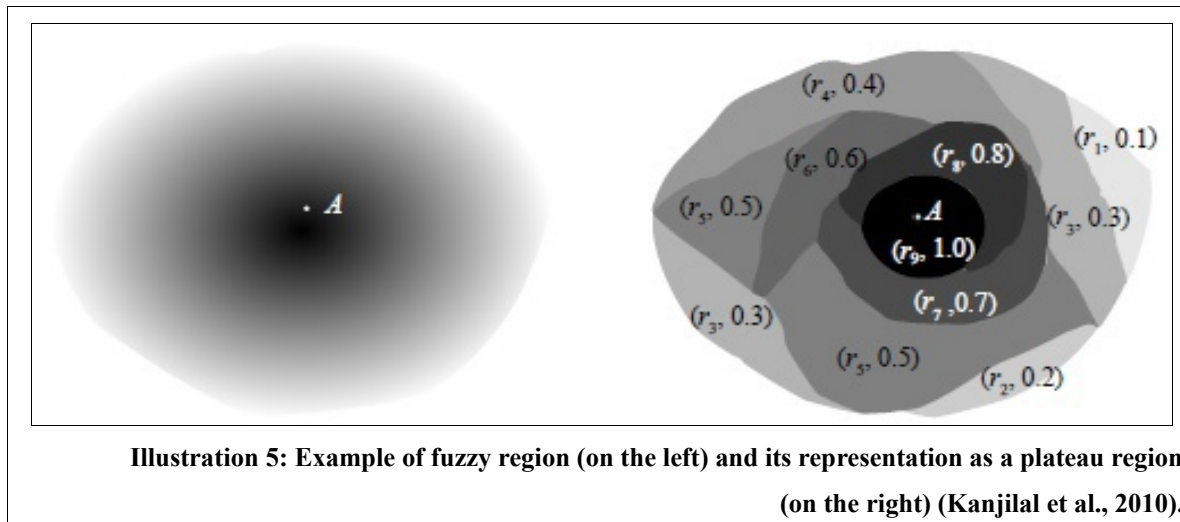 A
(r4, 0.4)
(r1, 0.1)
(r8, 0.8)
(r6, 0.6)
(r5, 0.5)
A
(r3, 0.3)
(r9, 1.0)
(r7 ,0.7)
(r3, 0.3)
(r5, 0.5)
(r2, 0.2)
Illustration 5: Example of fuzzy region (on the left) and its representation as a plateau region
(on the right) (Kanjilal et al., 2010).